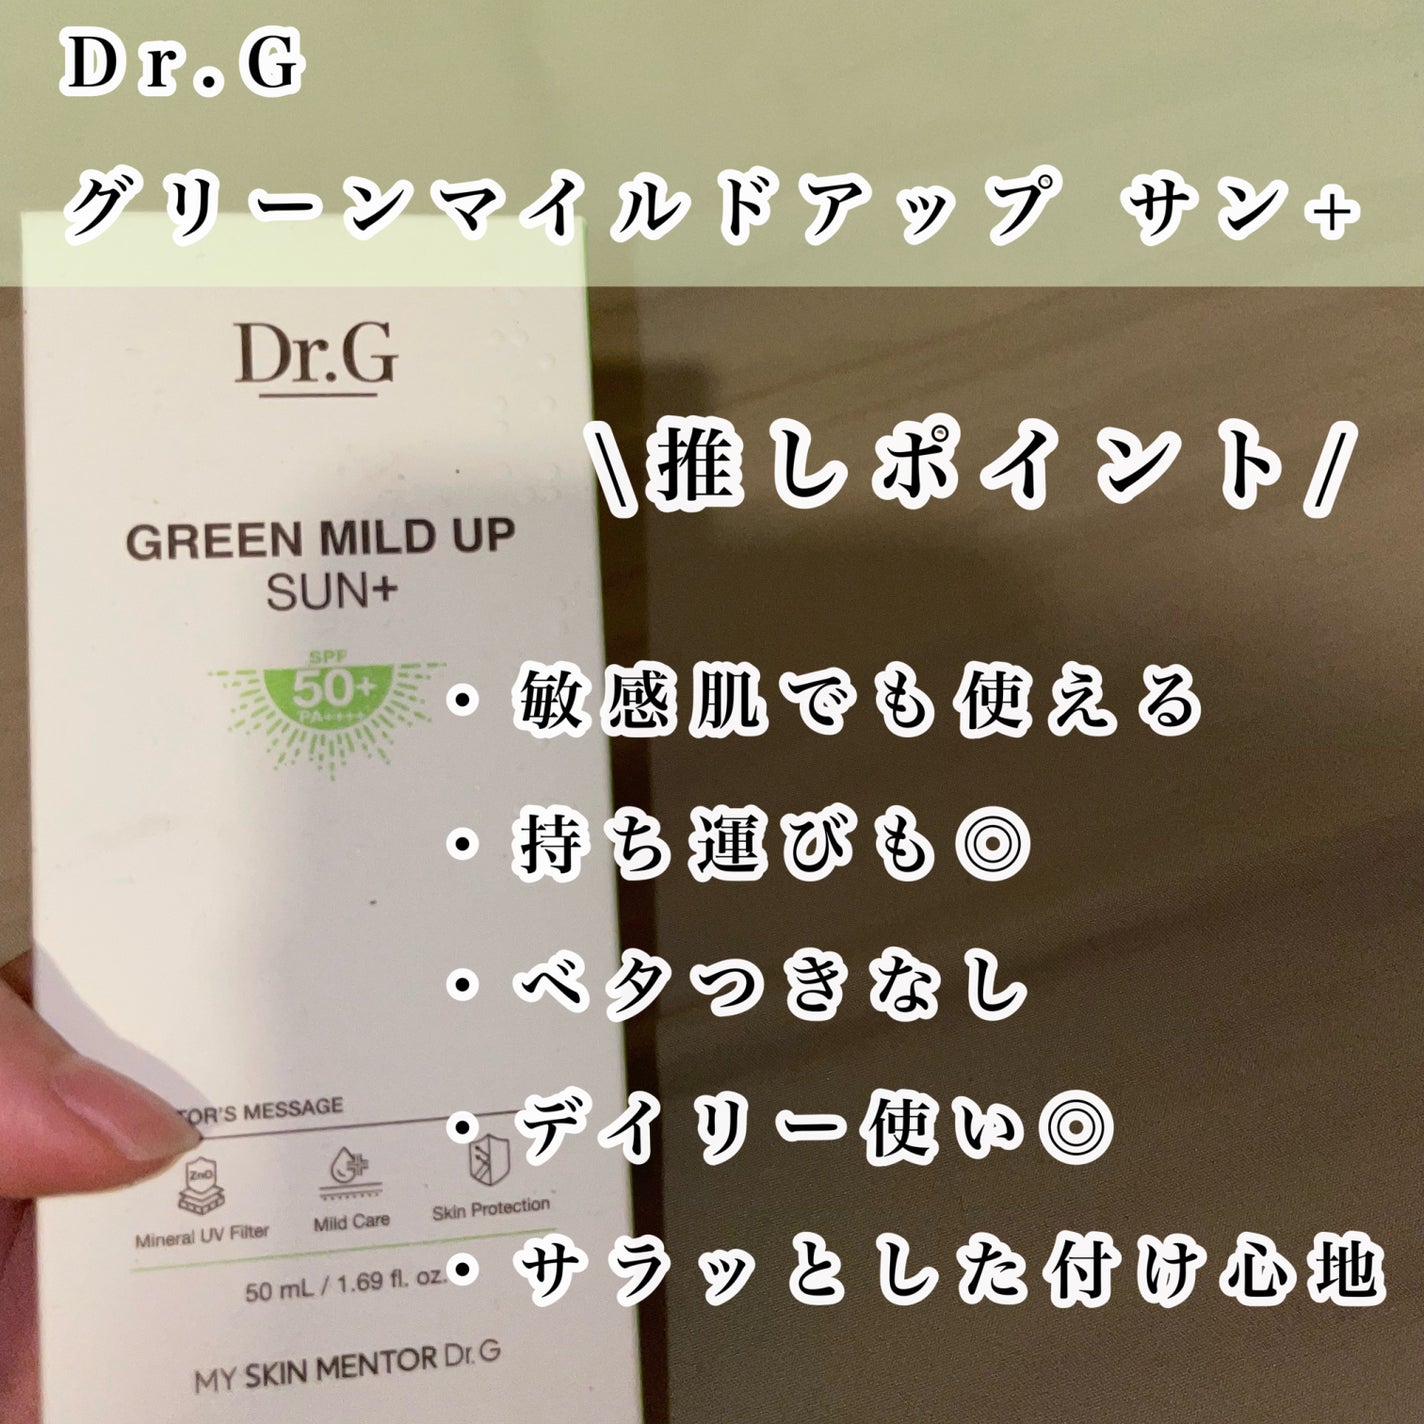 Dr.G
グリーンマイルドアップ サン+
Dr.G
\推しポイント/
GREEN MILD UP
SUN+
SPF
50+
PA++++
・敏感肌でも使える
・持ち運びも◎
・ベタつきなし
・デイリー使い◎
・サラッとした付け心地
TOR'S MESSAGE
ZnO
Mineral UV Filter
Mild Care
Skin Protection
50 mL / 1.69 fl. oz.
MY SKIN MENTOR Dr.G